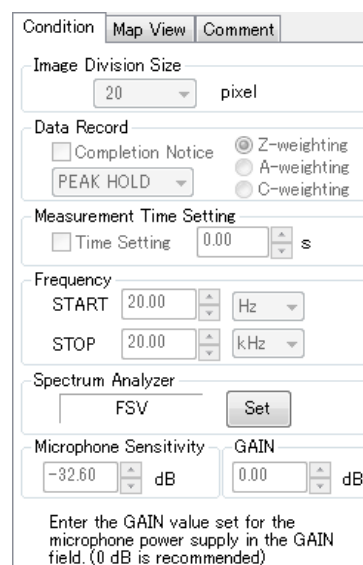 Condition Map View Comment
Image Division Size
20 pixel
Data Record
Completion Notice
PEAK HOLD
Z-weighting
A-weighting
C-weighting
Measurement Time Setting
Time Setting 0.00 s
Frequency
START 20.00 Hz
STOP 20.00 kHz
Spectrum Analyzer
FSV Set
Microphone Sensitivity GAIN
-32.60 dB 0.00 dB
Enter the GAIN value set for the
microphone power supply in the GAIN
field. (0 dB is recommended)